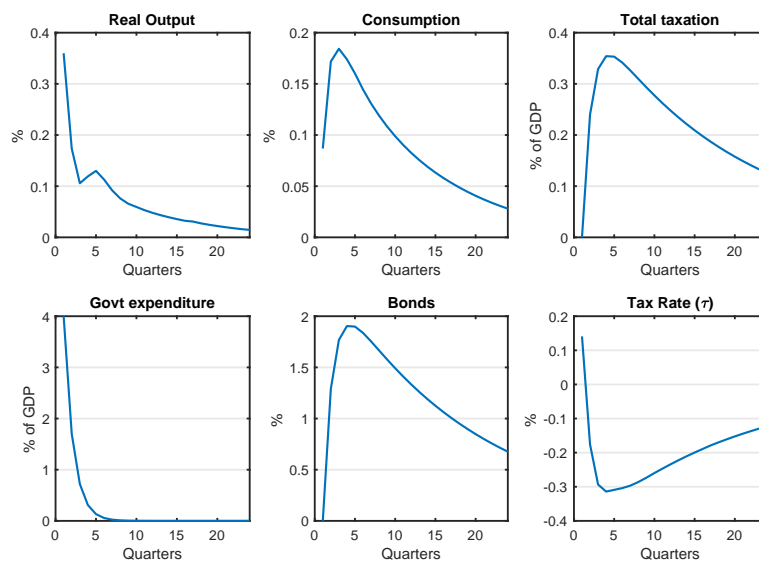 Real Output
0.4
0.3
0.2
0.1
0
%
0 5 10 15 20
Quarters
Consumption
0.2
0.15
0.1
0.05
0
%
0 5 10 15 20
Quarters
Total taxation
0.4
0.3
0.2
0.1
0
% of GDP
0 5 10 15 20
Quarters
Govt expenditure
4
3
2
1
0
% of GDP
0 5 10 15 20
Quarters
Bonds
2
1.5
1
0.5
0
%
0 5 10 15 20
Quarters
Tax Rate (τ)
0.2
0.1
0
-0.1
-0.2
-0.3
-0.4
%
0 5 10 15 20
Quarters